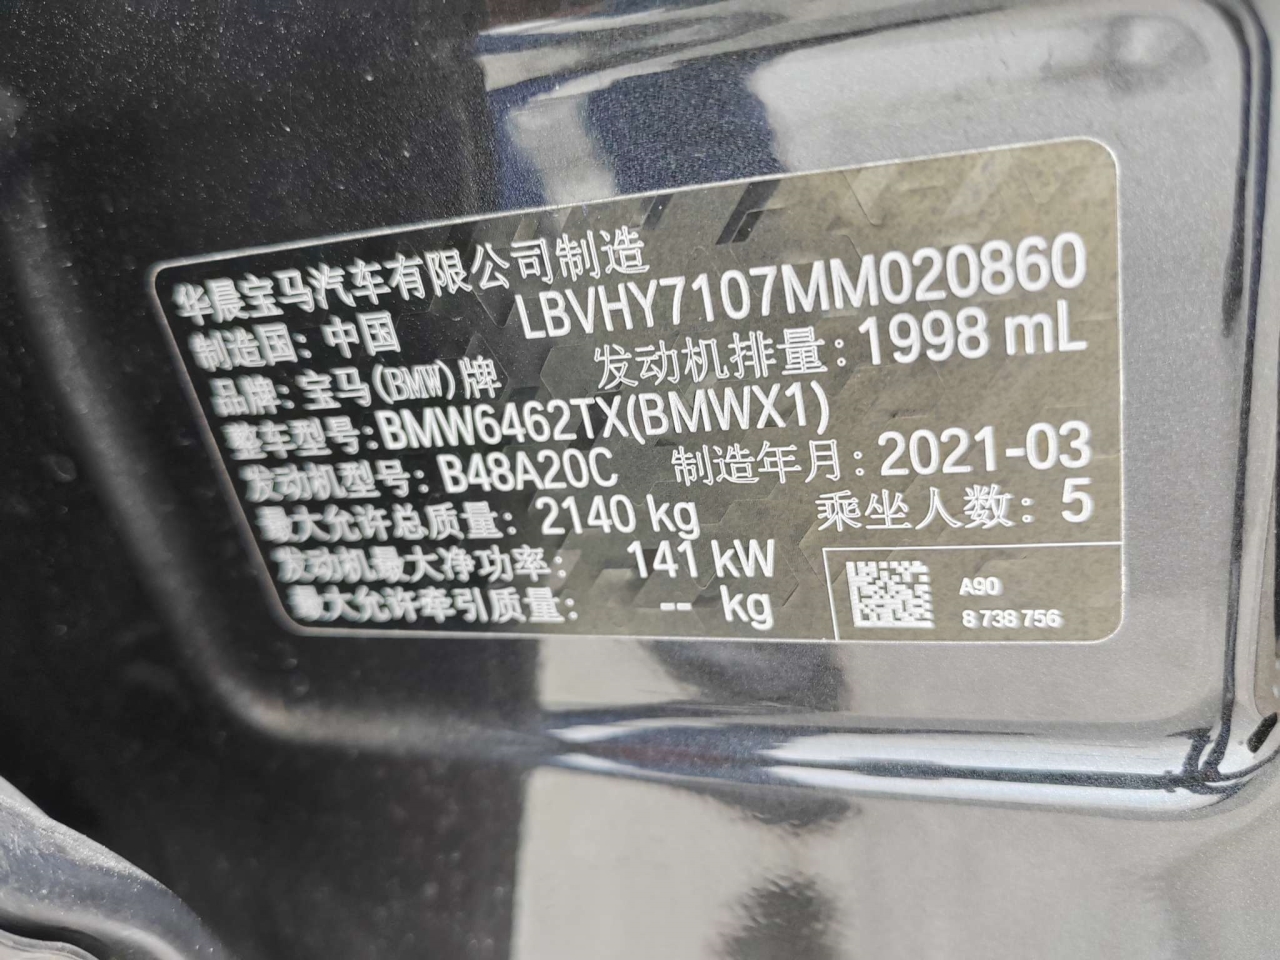 华晨宝马汽车有限公司制造
制造国：中国 LBVHY7107MM020860
品牌：宝马(BMW)牌 发动机排量：1998 mL
整车型号：BMW6462TX(BMWX1)
发动机型号：B48A20C 制造年月：2021-03
最大允许总质量：2140 kg 乘坐人数：5
发动机最大净功率：141 kW
最大允许牵引质量：-- kg
A90
8 738 756